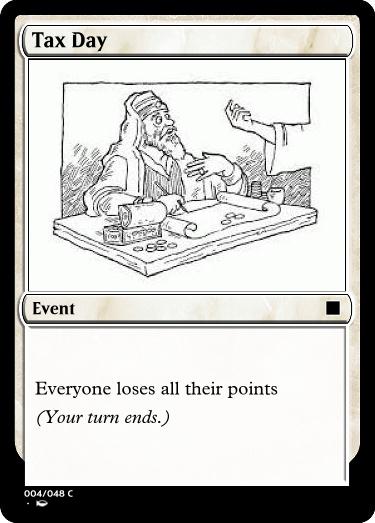 Tax Day
Event
Everyone loses all their points
(Your turn ends.)
004/048 C